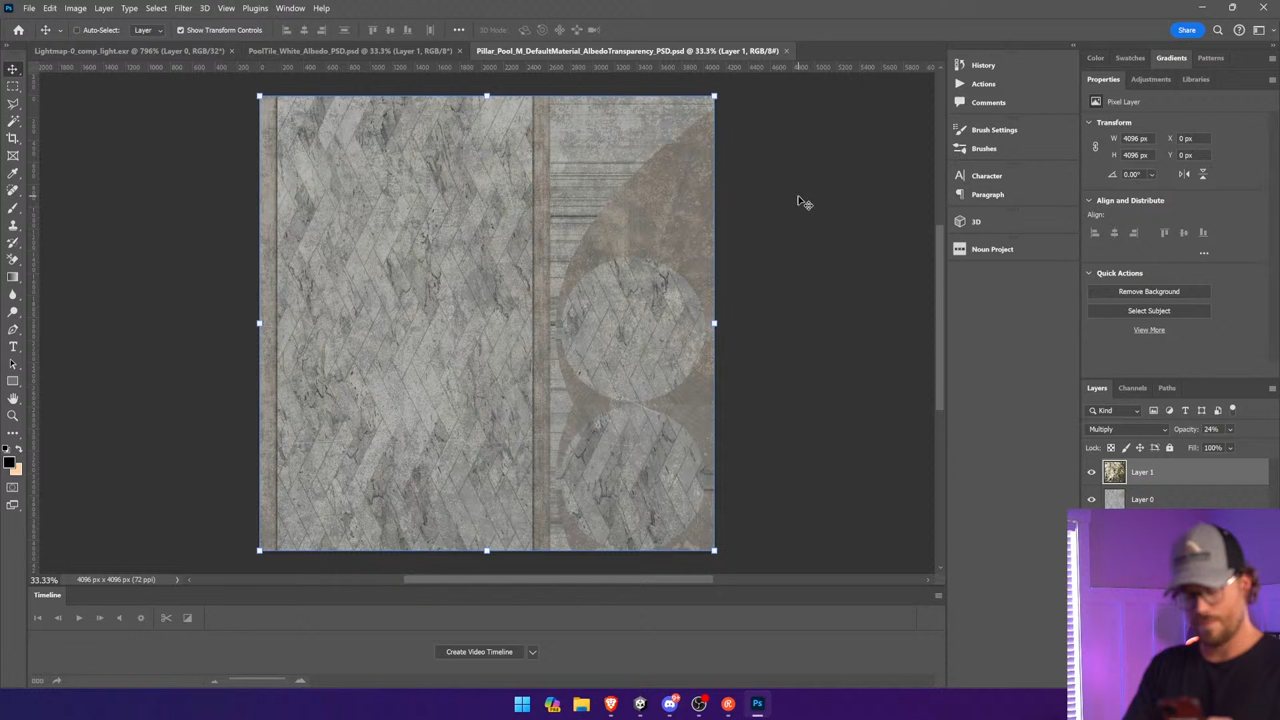 Ps File Edit Image Layer Type Select Filter 3D View Plugins Window Help
Auto-Select: Layer Show Transform Controls 3D Mode: Share
Lightmap-0_comp_light.exr @ 796% (Layer 0, RGB/32*) × PoolTile_White_Albedo_PSD.psd @ 33.3% (Layer 1, RGB/8*) × Pillar_Pool_M_DefaultMaterial_AlbedoTransparency_PSD.psd @ 33.3% (Layer 1, RGB/8#) ×
History
Actions
Comments
Brush Settings
Brushes
Character
Paragraph
3D
Noun Project
Color Swatches Gradients Patterns
Properties Adjustments Libraries
Pixel Layer
Transform
W 4096 px X 0 px
H 4096 px Y 0 px
0.00°
Align and Distribute
Align:
Quick Actions
Remove Background
Select Subject
View More
Layers Channels Paths
Kind
Multiply Opacity: 24%
Lock: Fill: 100%
Layer 1
Layer 0
33.33% 4096 px x 4096 px (72 ppi)
Timeline
Create Video Timeline